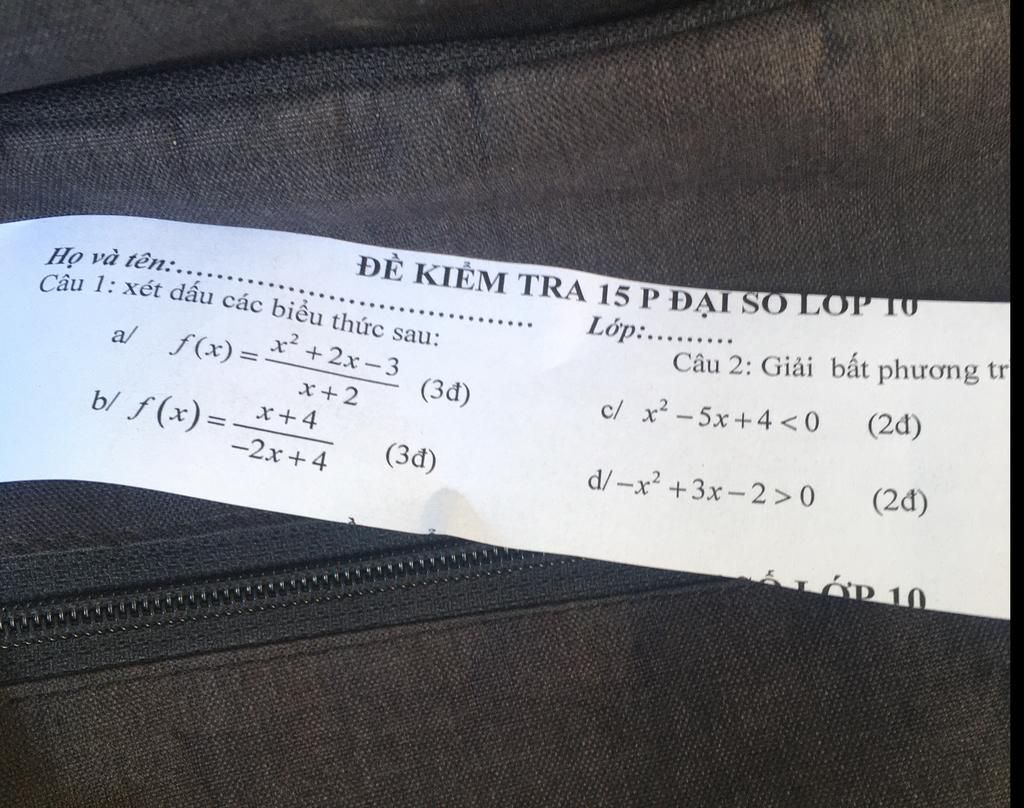 ĐỀ KIỂM TRA 15 P ĐẠI SỐ LỚP 10
Họ và tên:.......................................................... Lớp:..........
Câu 1: xét dấu các biểu thức sau:
a/ f(x) = (x² + 2x − 3)/(x + 2) (3đ)
b/ f(x) = (x + 4)/(−2x + 4) (3đ)
Câu 2: Giải bất phương tr
c/ x² − 5x + 4 < 0 (2đ)
d/ −x² + 3x − 2 > 0 (2đ)
LỚP 10